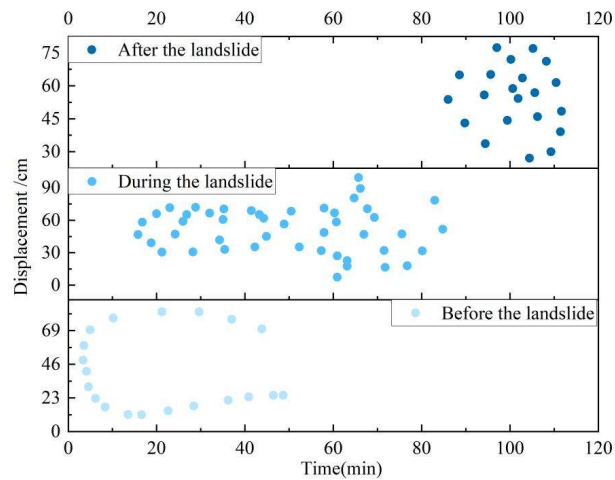 0 20 40 60 80 100 120
75
60
45
30
After the landslide
90
60
30
0
During the landslide
Displacement /cm
69
46
23
0
Before the landslide
0 20 40 60 80 100 120
Time(min)